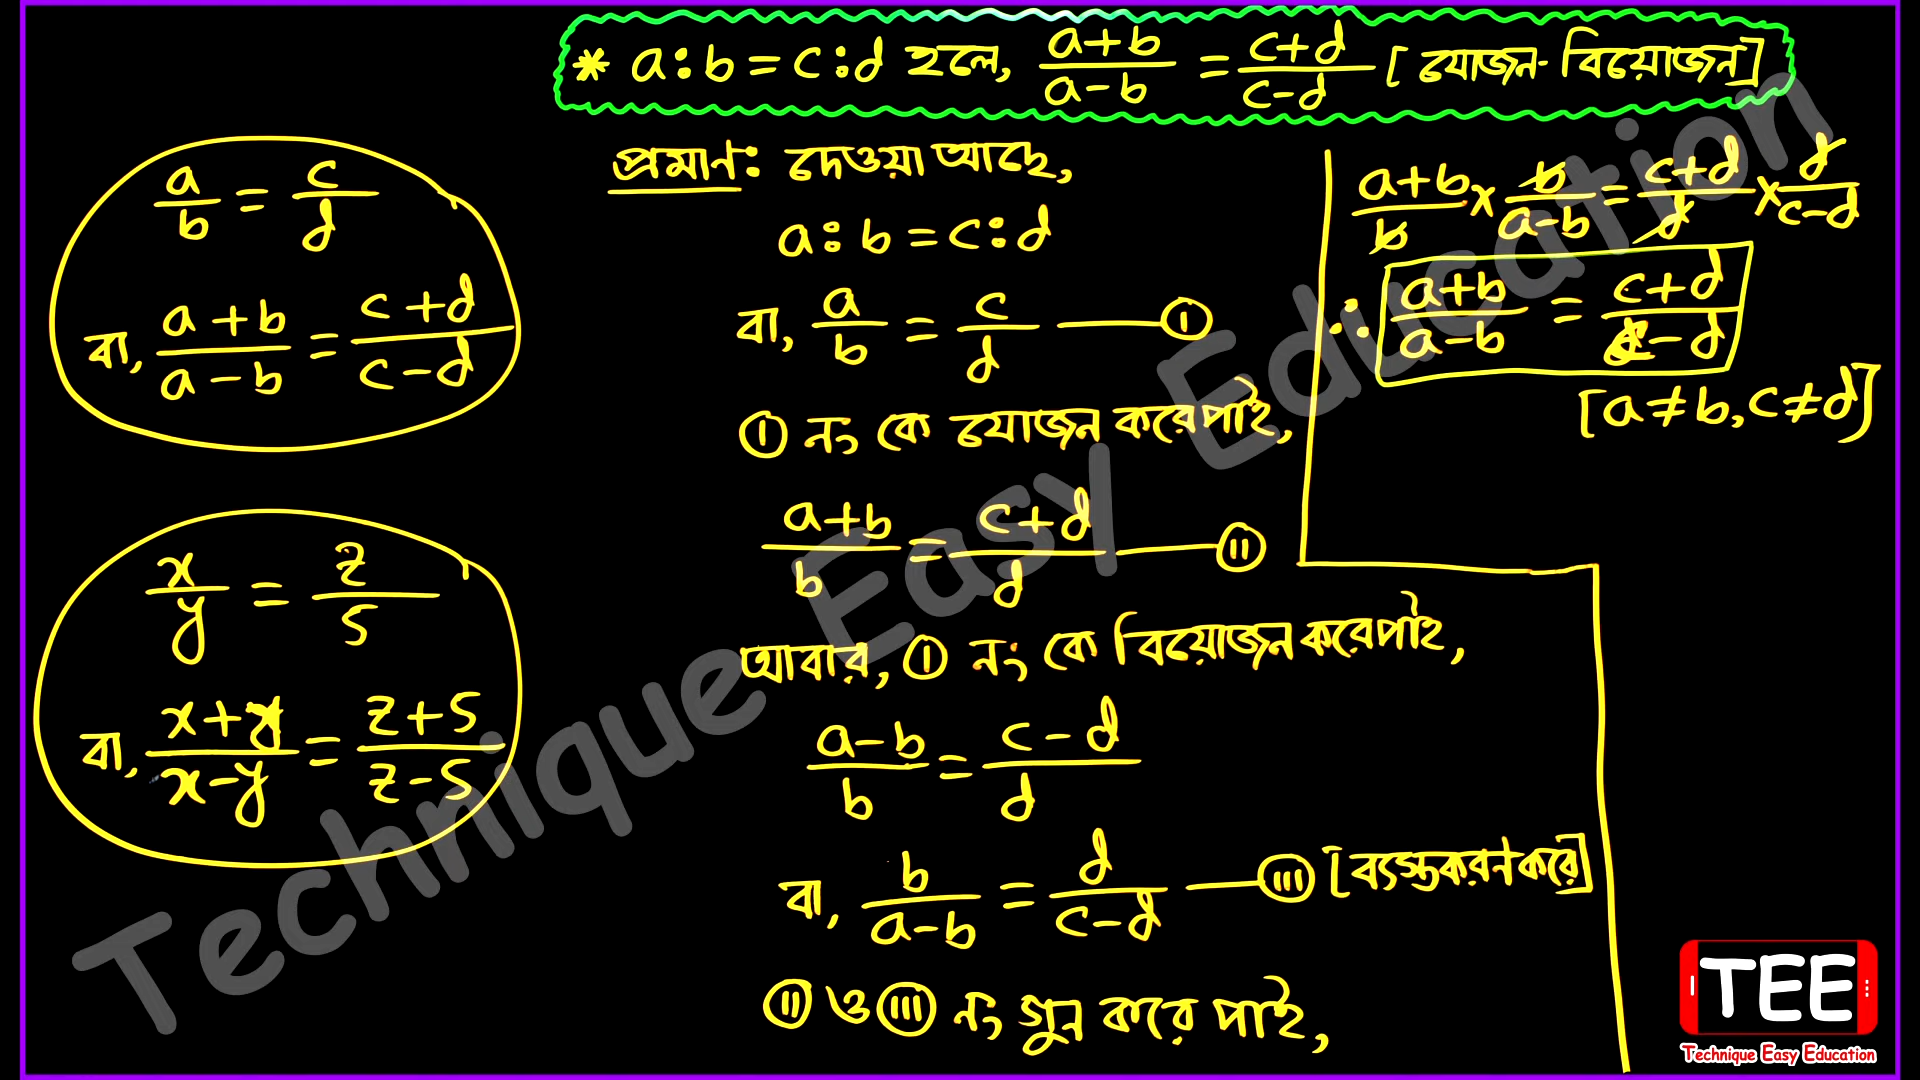 * a:b = c:d হলে, (a+b)/(a-b) = (c+d)/(c-d) [যোজন-বিয়োজন]
a/b = c/d
বা, (a+b)/(a-b) = (c+d)/(c-d)
x/y = z/5
বা, (x+y)/(x-y) = (z+5)/(z-5)
প্রমাণ: দেওয়া আছে,
a:b = c:d
বা, a/b = c/d —— (I)
(I) নং কে যোজন করে পাই,
(a+b)/b = (c+d)/d —— (II)
আবার, (I) নং কে বিয়োজন করে পাই,
(a-b)/b = (c-d)/d
বা, b/(a-b) = d/(c-d) —— (III) [ব্যস্তকরণ করে]
(II) ও (III) নং গুন করে পাই,
(a+b)/b × b/(a-b) = (c+d)/d × d/(c-d)
∴ (a+b)/(a-b) = (c+d)/(c-d)
[a≠b, c≠d]
Technique Easy Education
TEE
Technique Easy Education